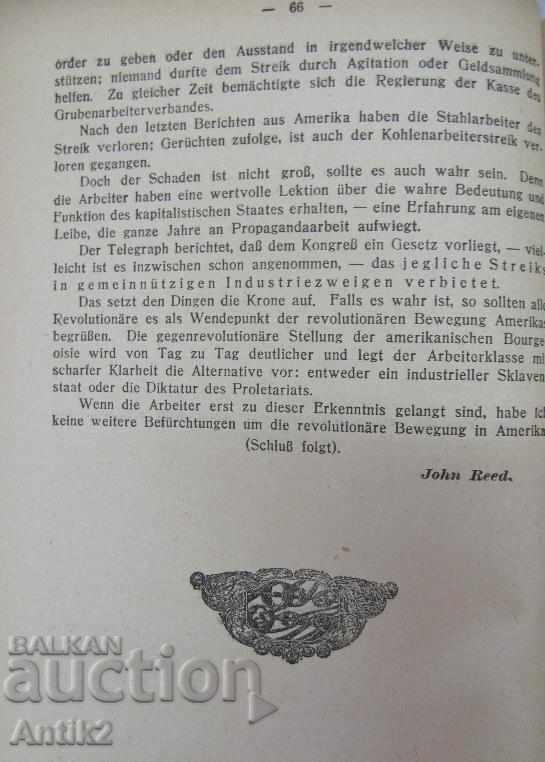 — 66 —
order zu geben oder den Ausstand in irgendwelcher Weise zu unter-
stützen; niemand durfte dem Streik durch Agitation oder Geldsammlung
helfen. Zu gleicher Zeit bemächtigte sich die Regierung der Kasse des
Grubenarbeiterverbandes.
Nach den letzten Berichten aus Amerika haben die Stahlarbeiter den
Streik verloren; Gerüchten zufolge, ist auch der Kohlenarbeiterstreik ver-
loren gegangen.
Doch der Schaden ist nicht groß, sollte es auch wahr sein. Denn
die Arbeiter haben eine wertvolle Lektion über die wahre Bedeutung und
Funktion des kapitalistischen Staates erhalten, — eine Erfahrung am eigenen
Leibe, die ganze Jahre an Propagandaarbeit aufwiegt.
Der Telegraph berichtet, daß dem Kongreß ein Gesetz vorliegt, — viel-
leicht ist es inzwischen schon angenommen, — das jegliche Streiks
in gemeinnützigen Industriezweigen verbietet.
Das setzt den Dingen die Krone auf. Falls es wahr ist, so sollten alle
Revolutionäre es als Wendepunkt der revolutionären Bewegung Amerikas
begrüßen. Die gegenrevolutionäre Stellung der amerikanischen Bourge-
oisie wird von Tag zu Tag deutlicher und legt der Arbeiterklasse mi
scharfer Klarheit die Alternative vor: entweder ein industrieller Sklaven-
staat oder die Diktatur des Proletariats.
Wenn die Arbeiter erst zu dieser Erkenntnis gelangt sind, habe ich
keine weitere Befürchtungen um die revolutionäre Bewegung in Amerika
(Schluß folgt).
John Reed.
BALKAN
auction
Antik2